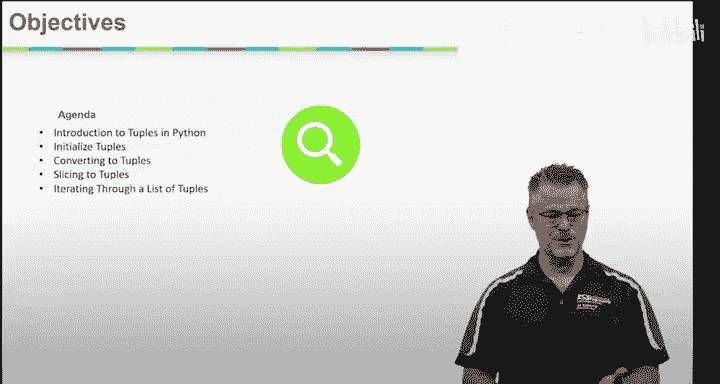 Objectives
Agenda
• Introduction to Tuples in Python
• Initialize Tuples
• Converting to Tuples
• Slicing to Tuples
• Iterating Through a List of Tuples